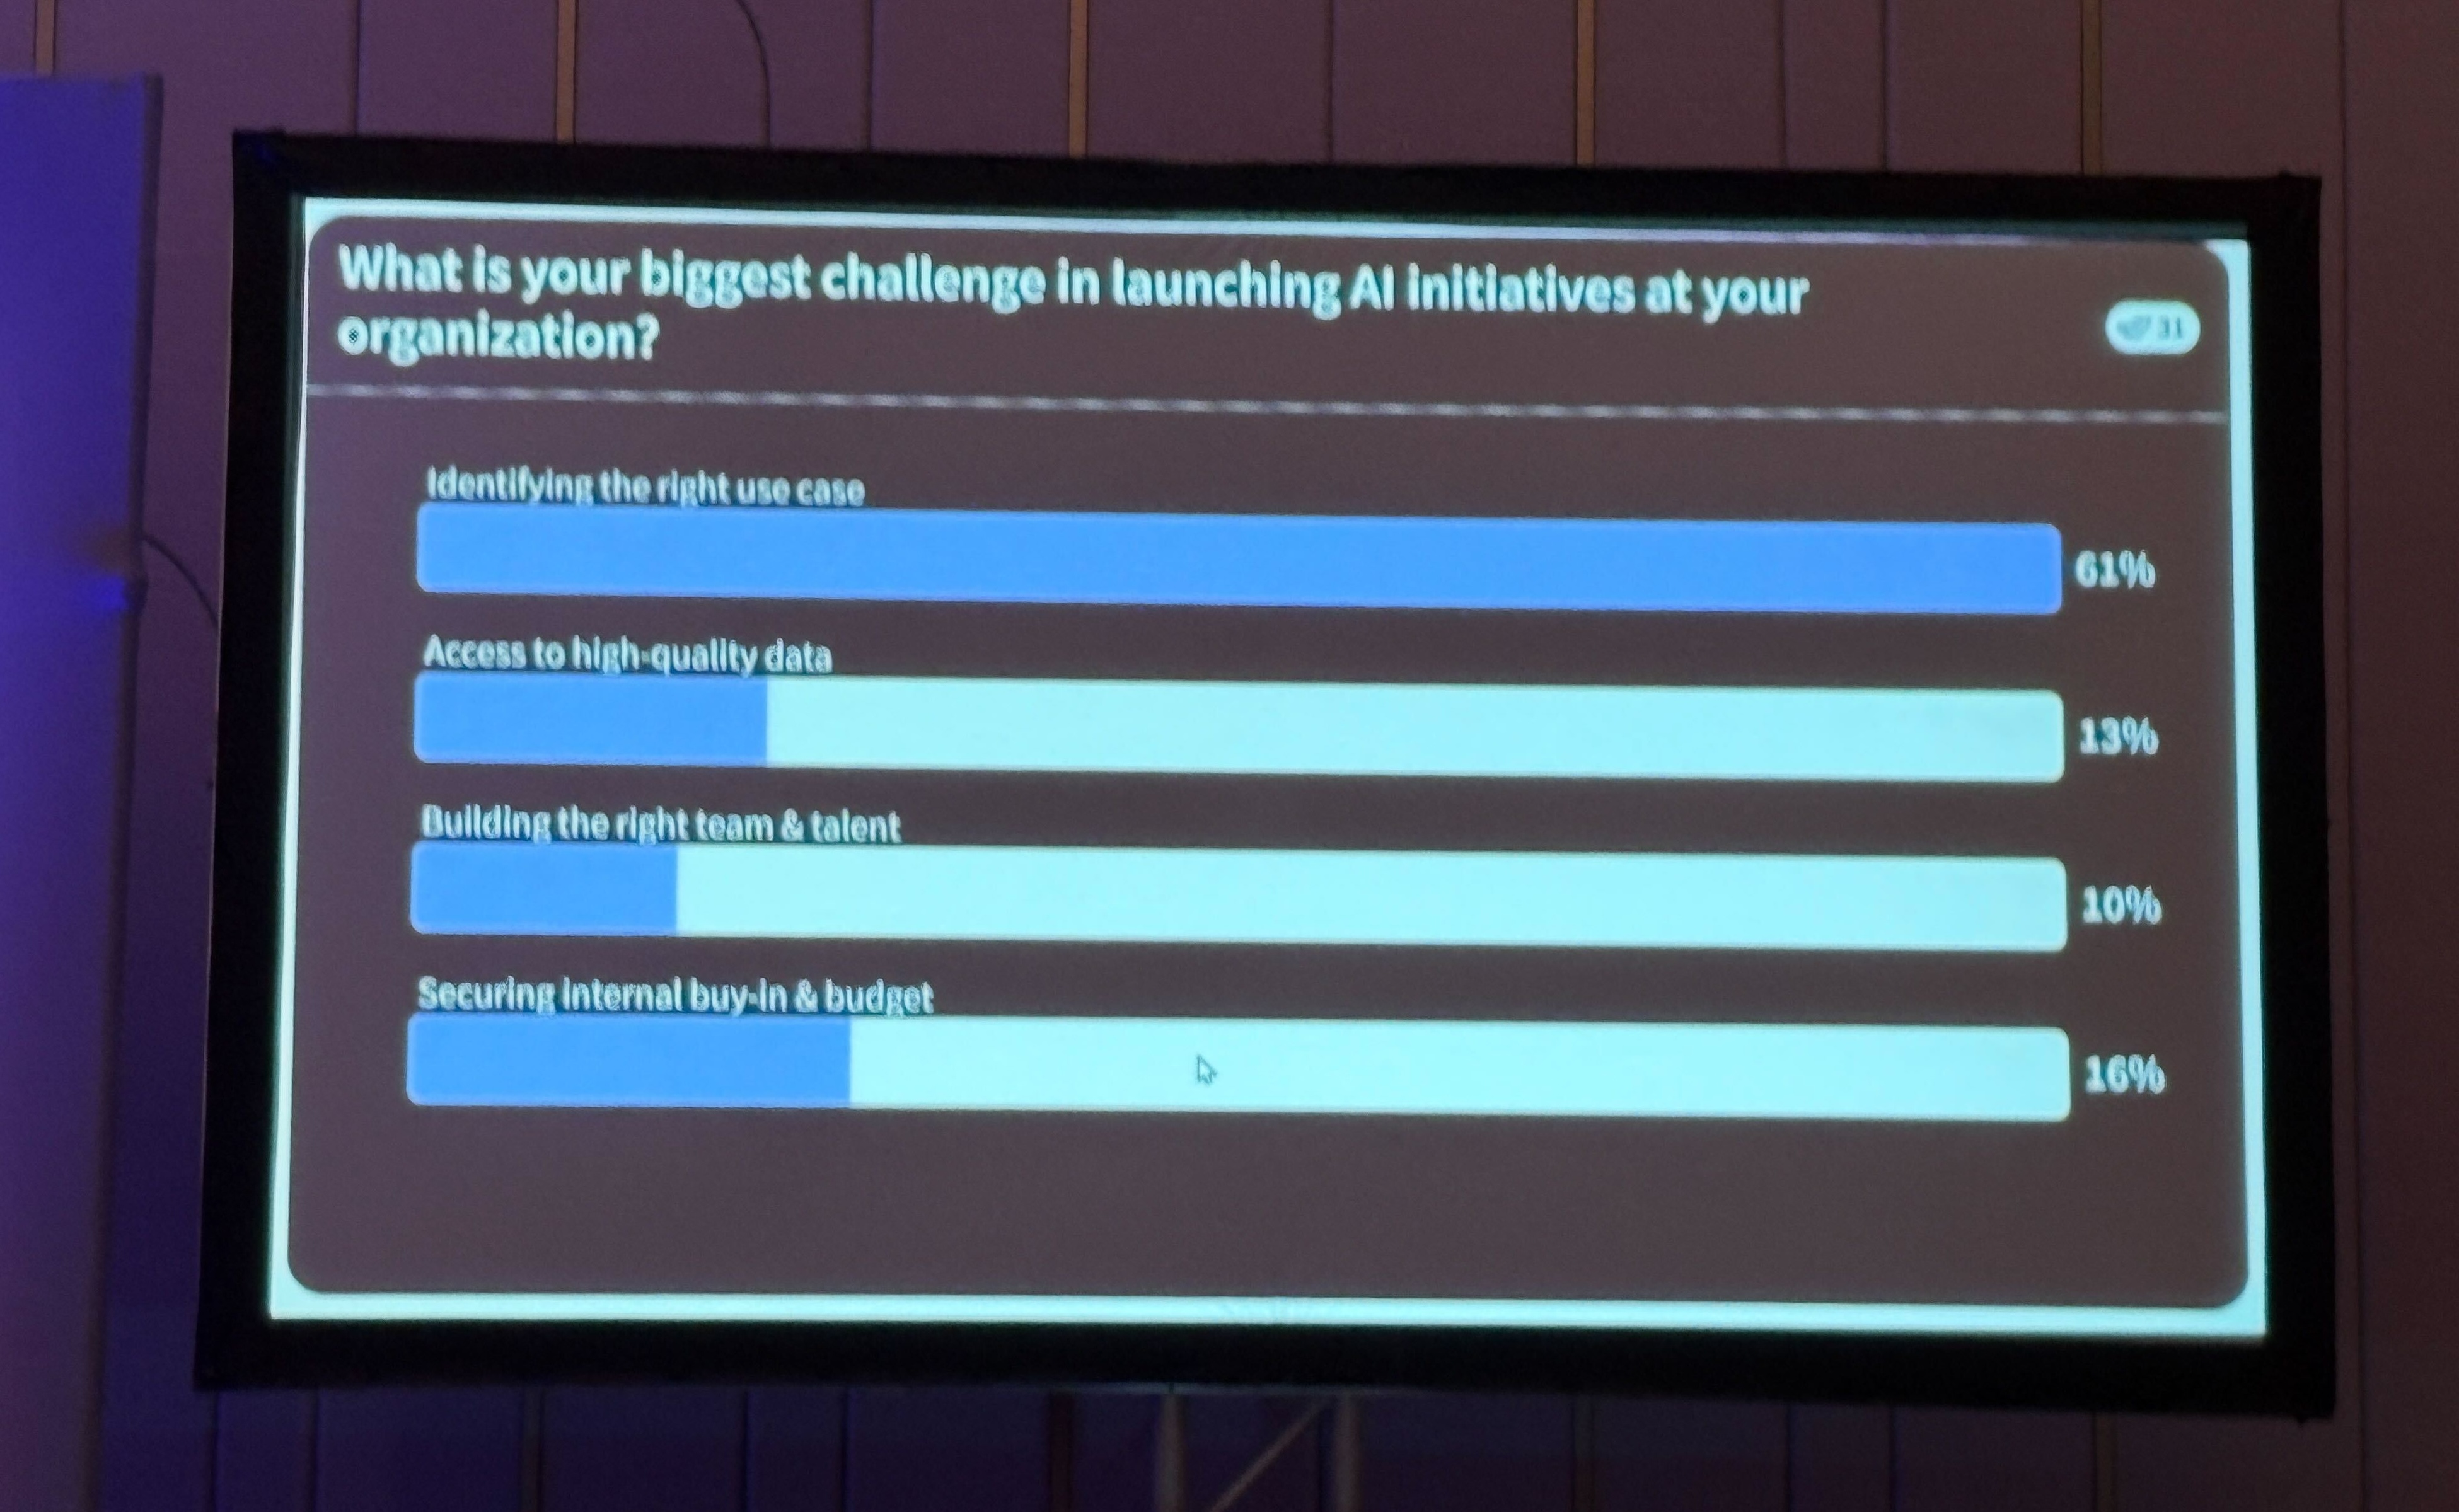 What is your biggest challenge in launching AI initiatives at your
organization?
31
Identifying the right use case
61%
Access to high-quality data
13%
Building the right team & talent
10%
Securing internal buy-in & budget
16%